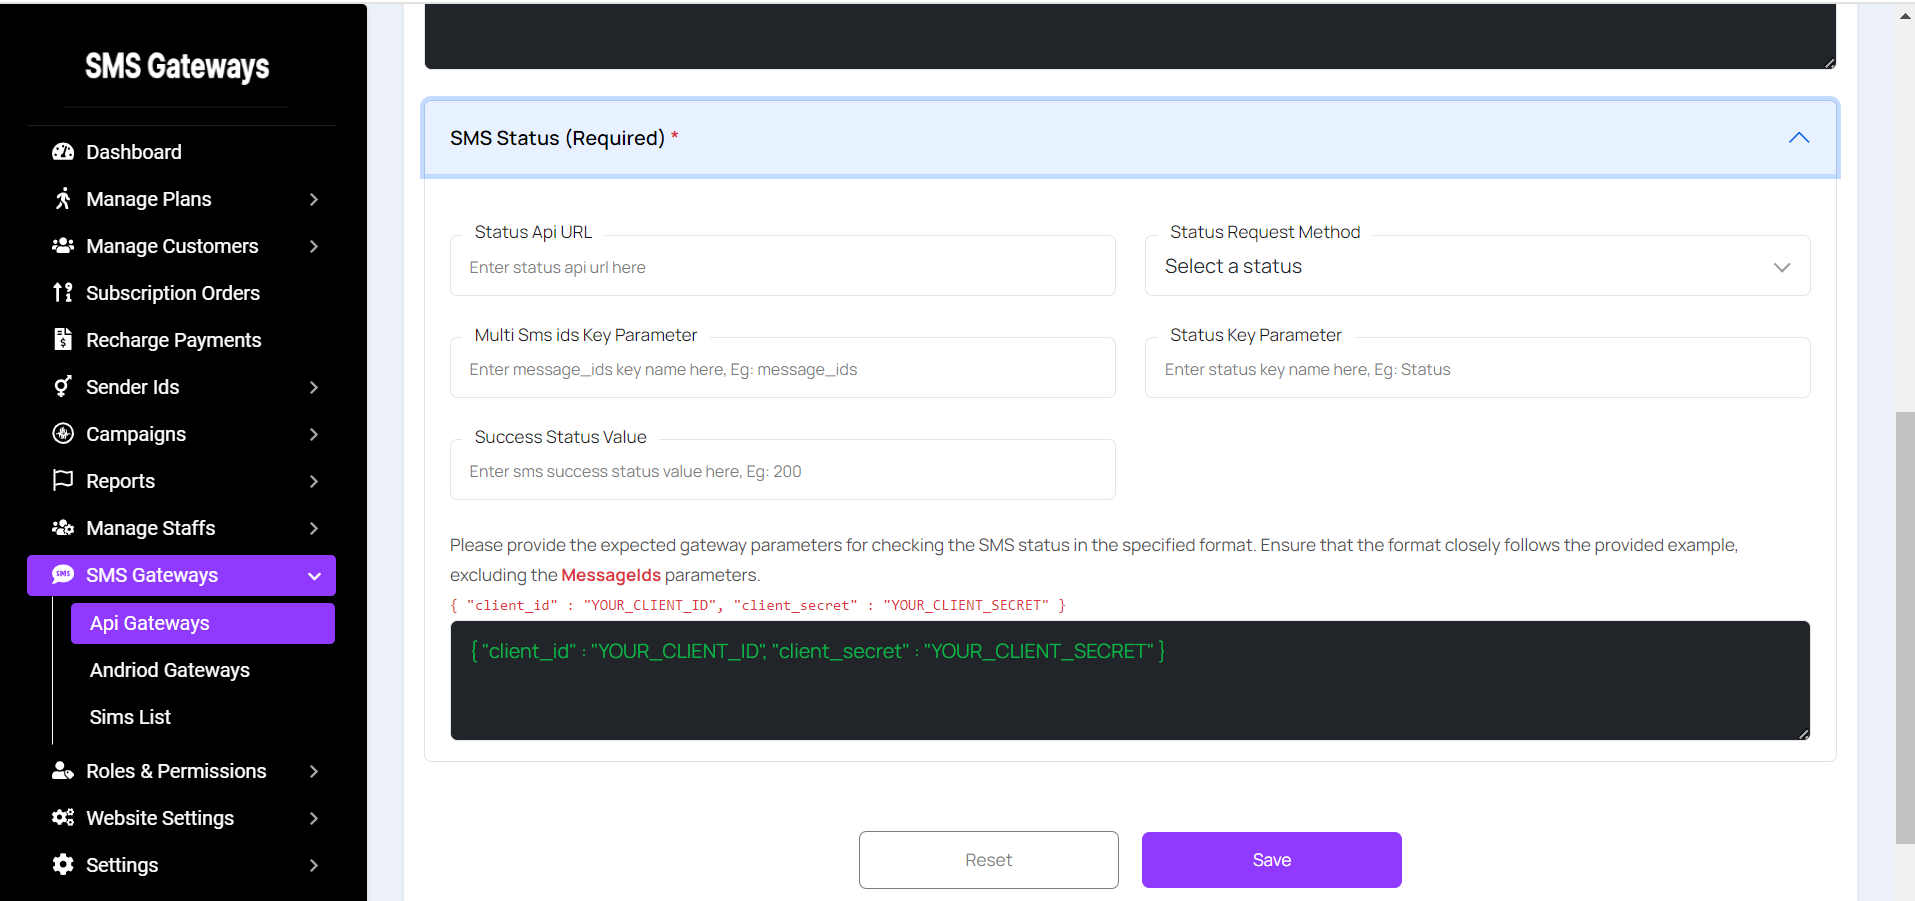 SMS Gateways
Dashboard
Manage Plans
Manage Customers
Subscription Orders
Recharge Payments
Sender Ids
Campaigns
Reports
Manage Staffs
SMS
SMS Gateways
Api Gateways
Andriod Gateways
Sims List
Roles & Permissions
Website Settings
Settings
SMS Status (Required) *
Status Api URL
Enter status api url here
Status Request Method
Select a status
Multi Sms ids Key Parameter
Enter message_ids key name here, Eg: message_ids
Status Key Parameter
Enter status key name here, Eg: Status
Success Status Value
Enter sms success status value here, Eg: 200
Please provide the expected gateway parameters for checking the SMS status in the specified format. Ensure that the format closely follows the provided example,
excluding the MessageIds parameters.
{ "client_id" : "YOUR_CLIENT_ID", "client_secret" : "YOUR_CLIENT_SECRET" }
{ "client_id" : "YOUR_CLIENT_ID", "client_secret" : "YOUR_CLIENT_SECRET" }
Reset
Save